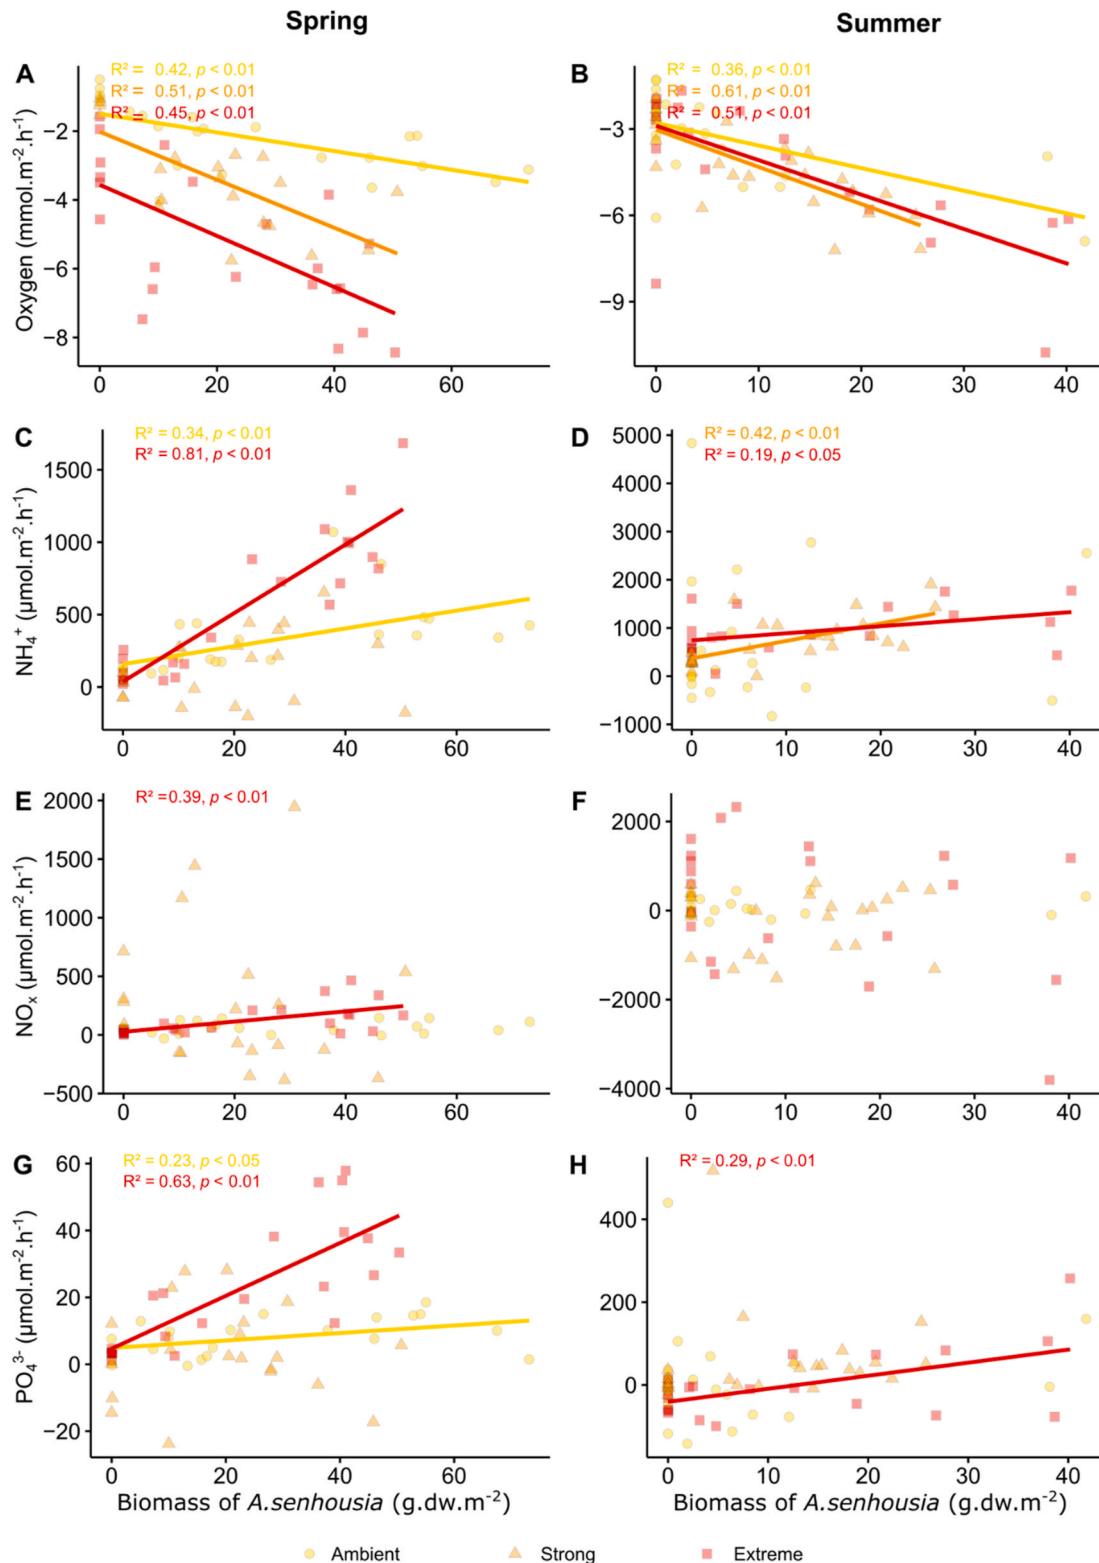 Spring Summer
A B
R² = 0.42, p < 0.01
R² = 0.51, p < 0.01
R² = 0.45, p < 0.01
R² = 0.36, p < 0.01
R² = 0.61, p < 0.01
R² = 0.51, p < 0.01
Oxygen (mmol.m⁻².h⁻¹)
−2
−4
−6
−8
0 20 40 60
−3
−6
−9
0 10 20 30 40
C D
R² = 0.34, p < 0.01
R² = 0.81, p < 0.01
R² = 0.42, p < 0.01
R² = 0.19, p < 0.05
NH₄⁺ (μmol.m⁻².h⁻¹)
1500
1000
500
0
0 20 40 60
5000
4000
3000
2000
1000
0
−1000
0 10 20 30 40
E F
R² =0.39, p < 0.01
NOₓ (μmol.m⁻².h⁻¹)
2000
1500
1000
500
0
−500
0 20 40 60
2000
0
−2000
−4000
0 10 20 30 40
G H
R² = 0.23, p < 0.05
R² = 0.63, p < 0.01
R² = 0.29, p < 0.01
PO₄³⁻ (μmol.m⁻².h⁻¹)
60
40
20
0
−20
0 20 40 60
400
200
0
0 10 20 30 40
Biomass of A.senhousia (g.dw.m⁻²) Biomass of A.senhousia (g.dw.m⁻²)
Ambient Strong Extreme